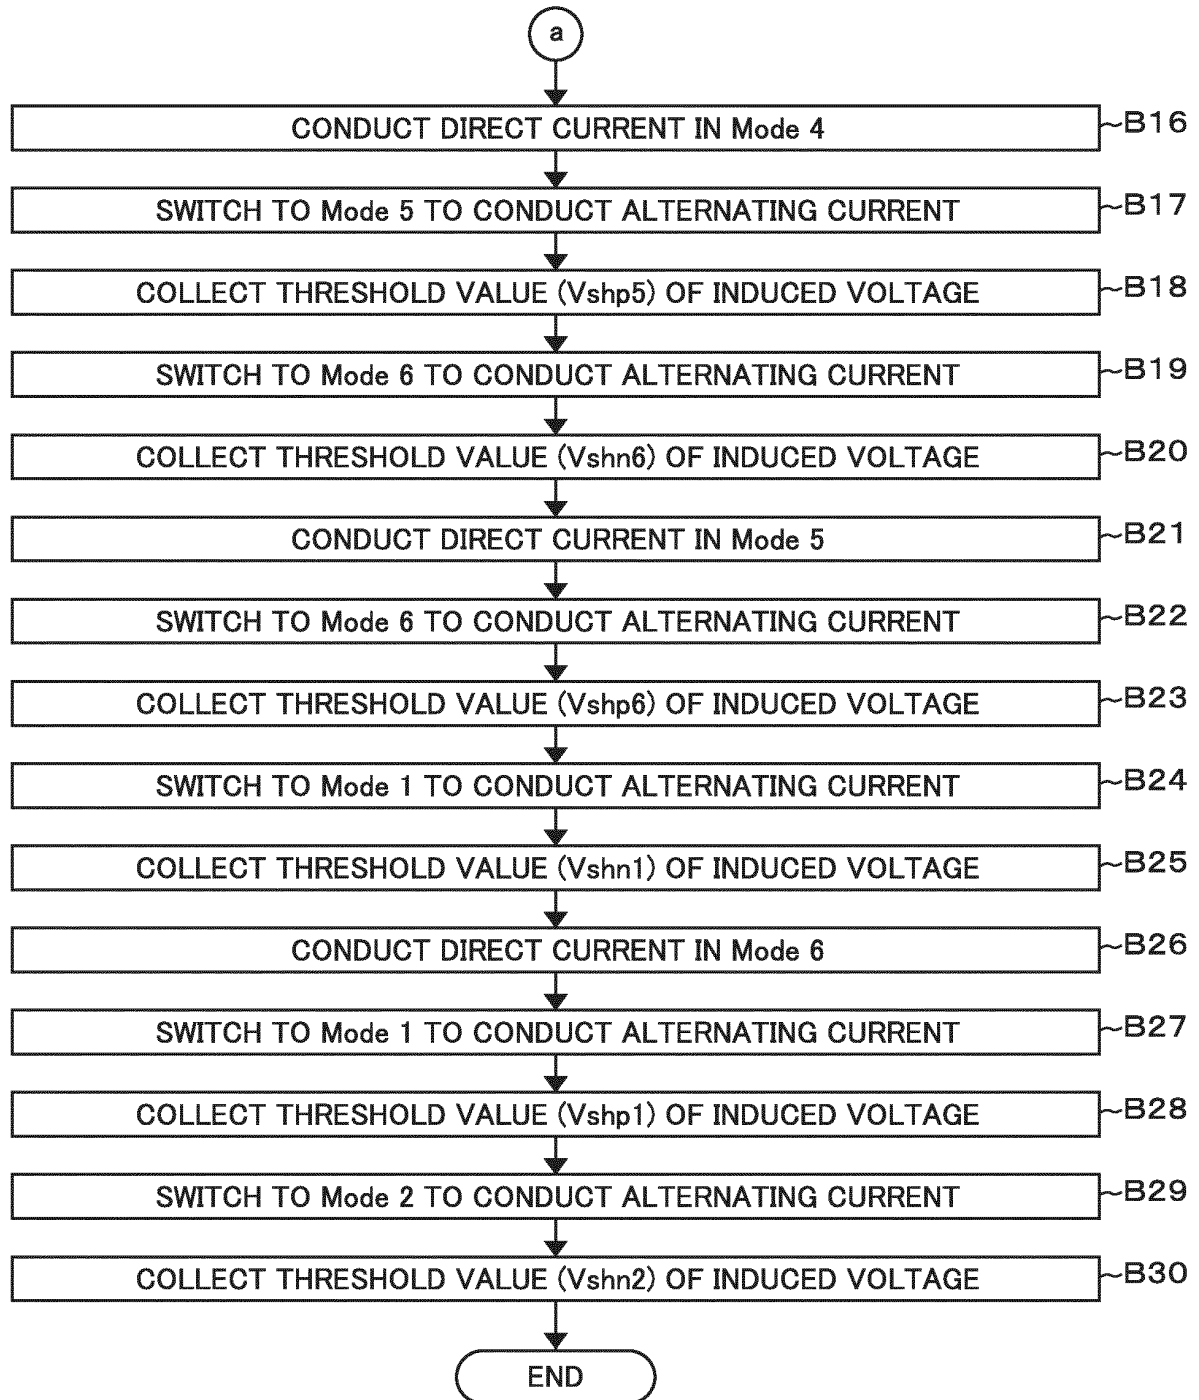 a
CONDUCT DIRECT CURRENT IN Mode 4 B16
SWITCH TO Mode 5 TO CONDUCT ALTERNATING CURRENT B17
COLLECT THRESHOLD VALUE (Vshp5) OF INDUCED VOLTAGE B18
SWITCH TO Mode 6 TO CONDUCT ALTERNATING CURRENT B19
COLLECT THRESHOLD VALUE (Vshn6) OF INDUCED VOLTAGE B20
CONDUCT DIRECT CURRENT IN Mode 5 B21
SWITCH TO Mode 6 TO CONDUCT ALTERNATING CURRENT B22
COLLECT THRESHOLD VALUE (Vshp6) OF INDUCED VOLTAGE B23
SWITCH TO Mode 1 TO CONDUCT ALTERNATING CURRENT B24
COLLECT THRESHOLD VALUE (Vshn1) OF INDUCED VOLTAGE B25
CONDUCT DIRECT CURRENT IN Mode 6 B26
SWITCH TO Mode 1 TO CONDUCT ALTERNATING CURRENT B27
COLLECT THRESHOLD VALUE (Vshp1) OF INDUCED VOLTAGE B28
SWITCH TO Mode 2 TO CONDUCT ALTERNATING CURRENT B29
COLLECT THRESHOLD VALUE (Vshn2) OF INDUCED VOLTAGE B30
END